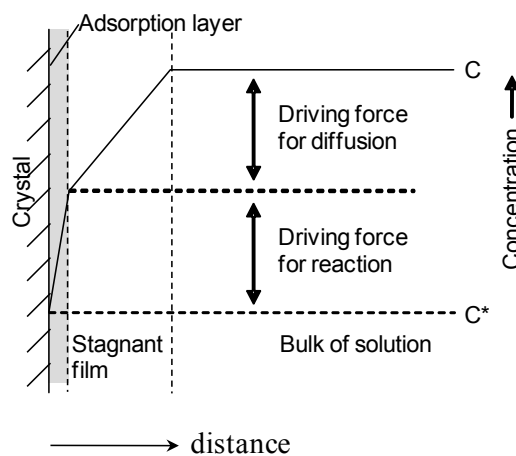 Adsorption layer
C
Driving force
for diffusion
Concentration
Crystal
Driving force
for reaction
C*
Stagnant
film
Bulk of solution
distance